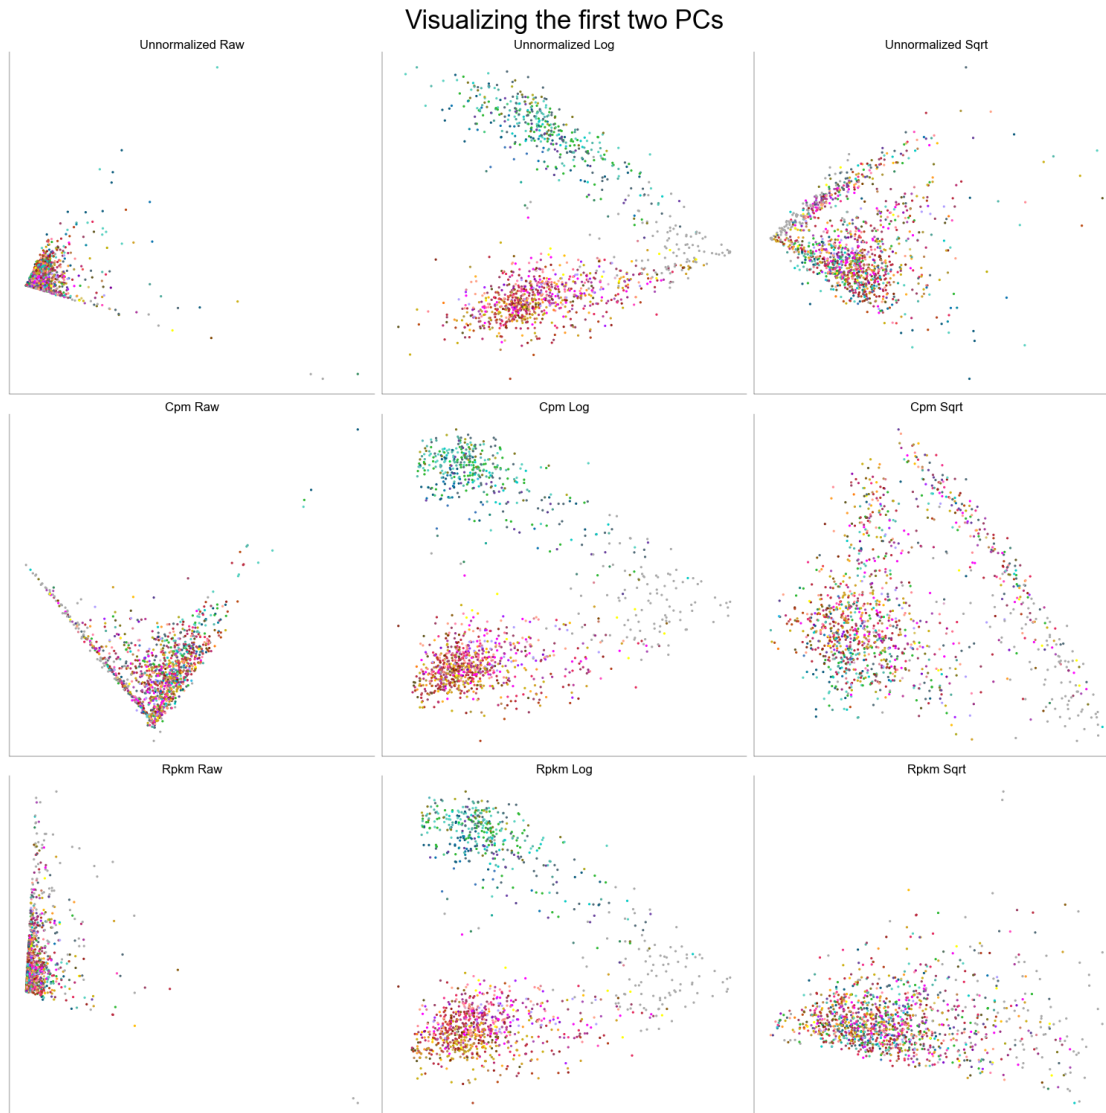 Visualizing the first two PCs
Unnormalized Raw
Unnormalized Log
Unnormalized Sqrt
Cpm Raw
Cpm Log
Cpm Sqrt
Rpkm Raw
Rpkm Log
Rpkm Sqrt